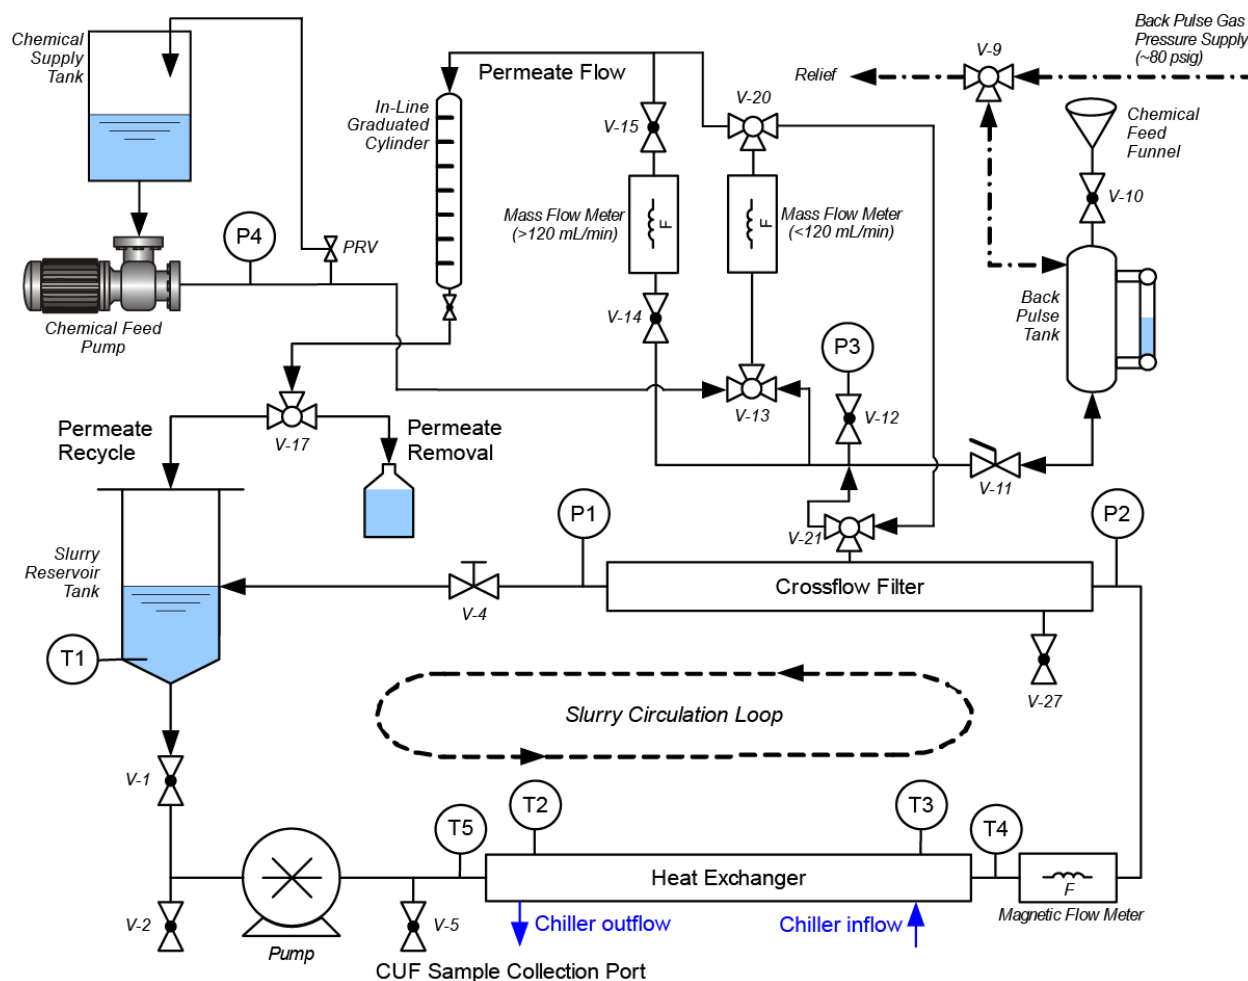 Chemical
Supply
Tank
Back Pulse Gas
Pressure Supply
(~80 psig)
V-9
Relief
Permeate Flow
In-Line
Graduated
Cylinder
V-15
V-20
Chemical
Feed
Funnel
V-10
Mass Flow Meter
(>120 mL/min)
F
Mass Flow Meter
(<120 mL/min)
F
P4
PRV
Chemical Feed
Pump
V-14
Back
Pulse
Tank
P3
V-13
V-12
Permeate
Recycle
V-17
Permeate
Removal
V-11
P1
V-21
P2
Slurry
Reservoir
Tank
V-4
Crossflow Filter
T1
V-27
Slurry Circulation Loop
V-1
T5
T2
T3
T4
Heat Exchanger
F
Magnetic Flow Meter
V-2
Pump
V-5
Chiller outflow
Chiller inflow
CUF Sample Collection Port